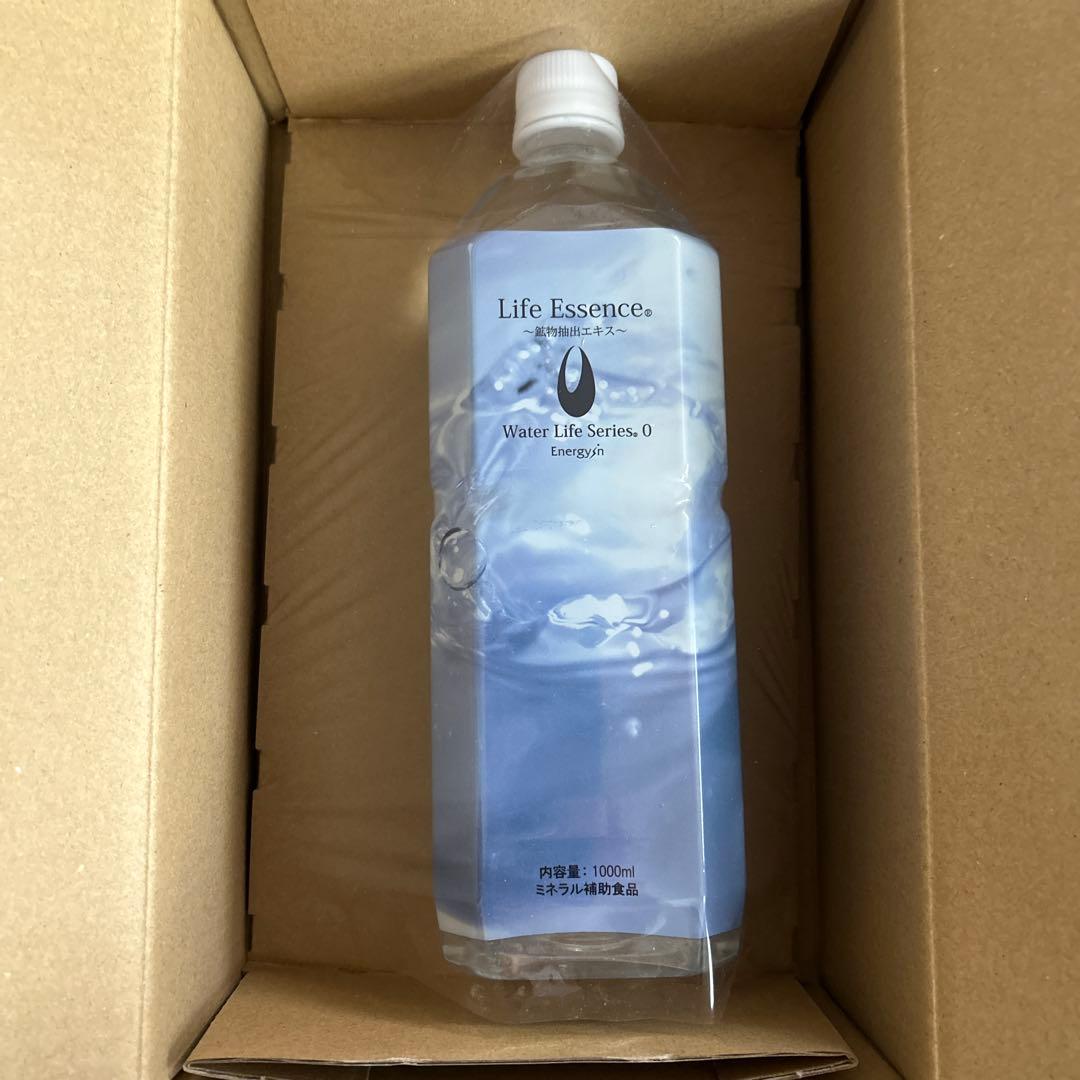 Life Essence®
〜鉱物抽出エキス〜
Water Life Series® 0
Energyin
内容量：1000ml
ミネラル補助食品